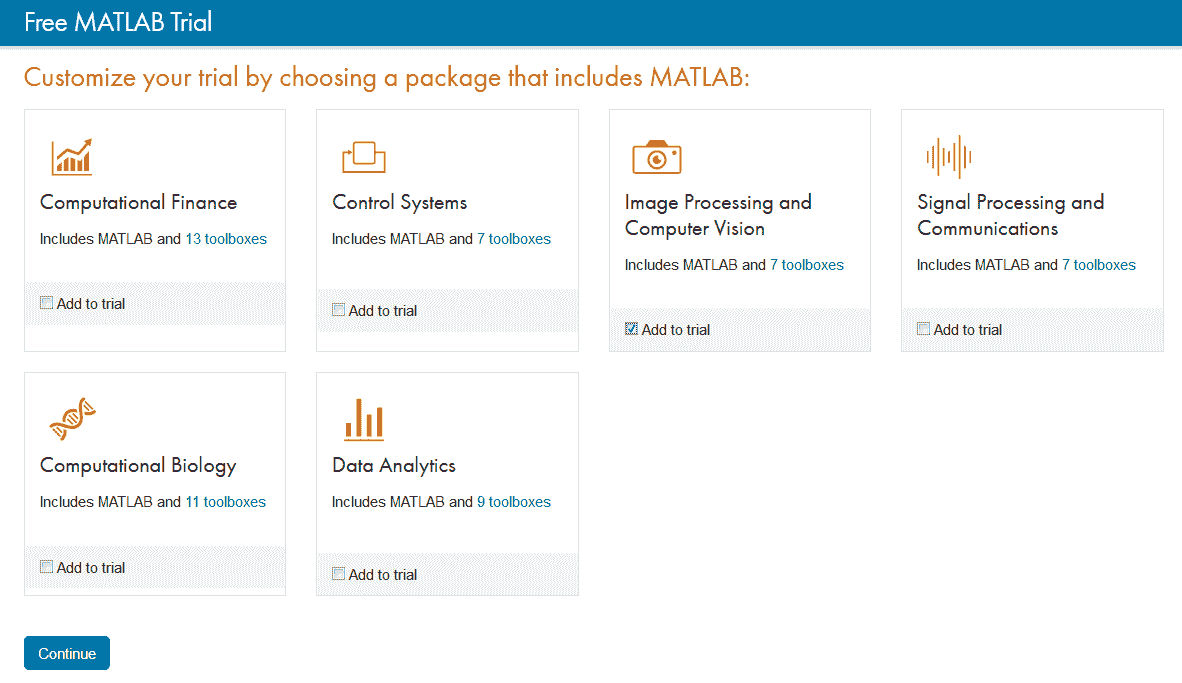 Free MATLAB Trial
Customize your trial by choosing a package that includes MATLAB:
Computational Finance
Includes MATLAB and 13 toolboxes
Add to trial
Control Systems
Includes MATLAB and 7 toolboxes
Add to trial
Image Processing and
Computer Vision
Includes MATLAB and 7 toolboxes
Add to trial
Signal Processing and
Communications
Includes MATLAB and 7 toolboxes
Add to trial
Computational Biology
Includes MATLAB and 11 toolboxes
Add to trial
Data Analytics
Includes MATLAB and 9 toolboxes
Add to trial
Continue